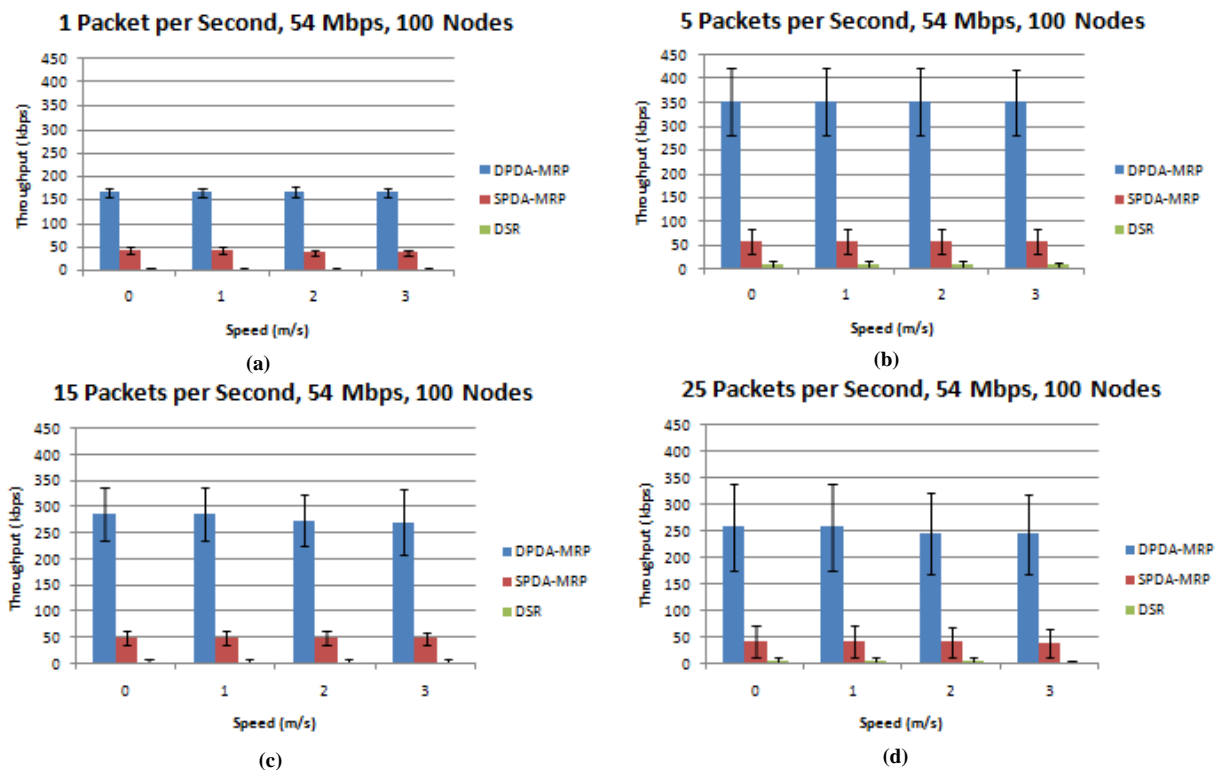 1 Packet per Second, 54 Mbps, 100 Nodes
450
400
350
300
250
200
150
100
50
0
Throughput (kbps)
0 1 2 3
Speed (m/s)
DPDA-MRP
SPDA-MRP
DSR
(a)
5 Packets per Second, 54 Mbps, 100 Nodes
450
400
350
300
250
200
150
100
50
0
Throughput (kbps)
0 1 2 3
Speed (m/s)
DPDA-MRP
SPDA-MRP
DSR
(b)
15 Packets per Second, 54 Mbps, 100 Nodes
450
400
350
300
250
200
150
100
50
0
Throughput (kbps)
0 1 2 3
Speed (m/s)
DPDA-MRP
SPDA-MRP
DSR
(c)
25 Packets per Second, 54 Mbps, 100 Nodes
450
400
350
300
250
200
150
100
50
0
Throughput (kbps)
0 1 2 3
Speed (m/s)
DPDA-MRP
SPDA-MRP
DSR
(d)